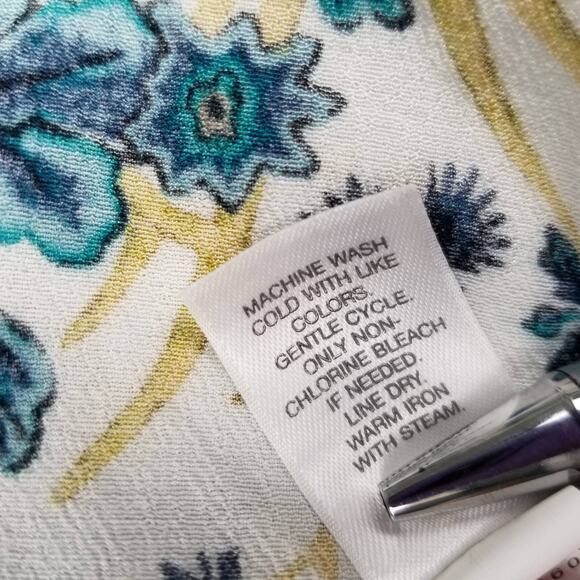 MACHINE WASH
COLD WITH LIKE
COLORS.
GENTLE CYCLE.
ONLY NON-
CHLORINE BLEACH
IF NEEDED.
LINE DRY.
WARM IRON
WITH STEAM.